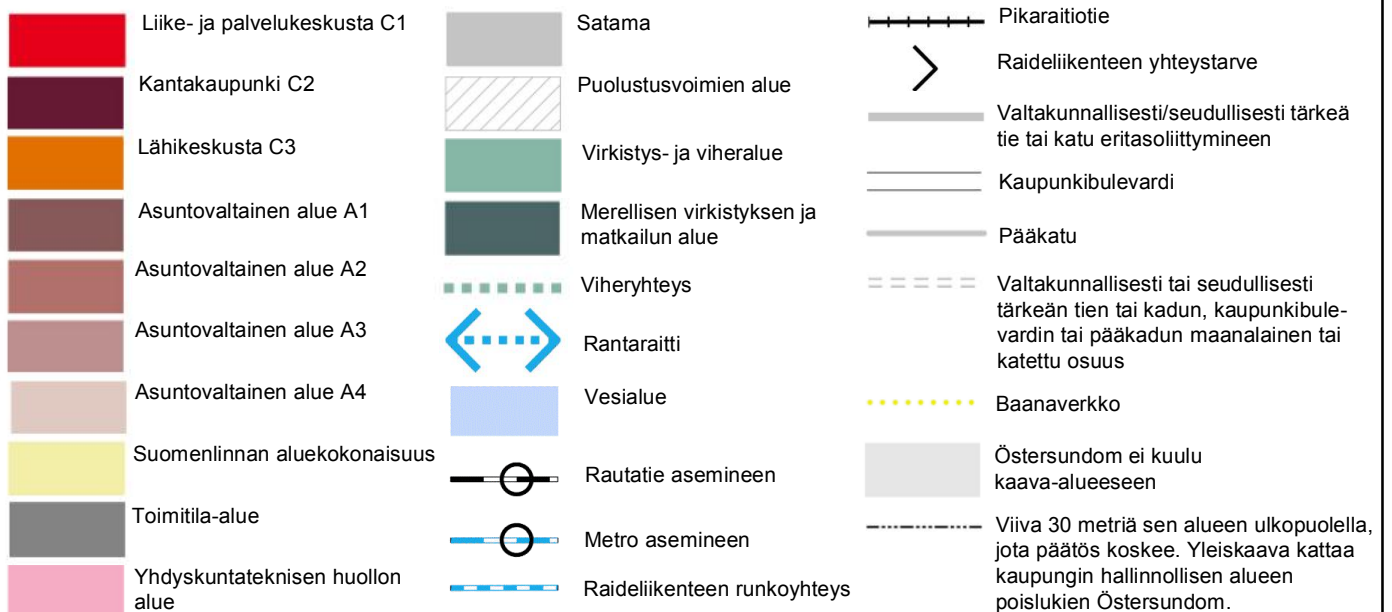 Liike- ja palvelukeskusta C1
Kantakaupunki C2
Lähikeskusta C3
Asuntovaltainen alue A1
Asuntovaltainen alue A2
Asuntovaltainen alue A3
Asuntovaltainen alue A4
Suomenlinnan aluekokonaisuus
Toimitila-alue
Yhdyskuntateknisen huollon
alue
Satama
Puolustusvoimien alue
Virkistys- ja viheralue
Merellisen virkistyksen ja
matkailun alue
Viheryhteys
Rantaraitti
Vesialue
Rautatie asemineen
Metro asemineen
Raideliikenteen runkoyhteys
Pikaraitiotie
Raideliikenteen yhteystarve
Valtakunnallisesti/seudullisesti tärkeä
tie tai katu eritasoliittymineen
Kaupunkibulevardi
Pääkatu
Valtakunnallisesti tai seudullisesti
tärkeän tien tai kadun, kaupunkibule-
vardin tai pääkadun maanalainen tai
katettu osuus
Baanaverkko
Östersundom ei kuulu
kaava-alueeseen
Viiva 30 metriä sen alueen ulkopuolella,
jota päätös koskee. Yleiskaava kattaa
kaupungin hallinnollisen alueen
poislukien Östersundom.